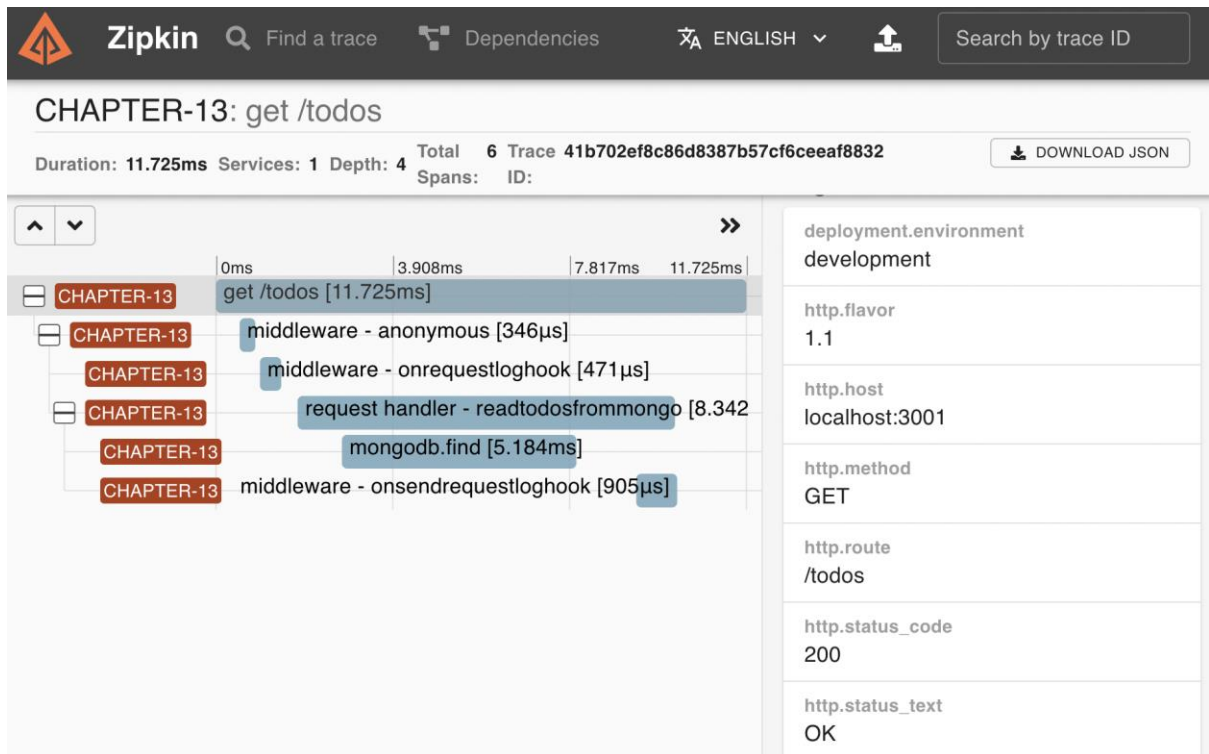 Zipkin Find a trace Dependencies ENGLISH Search by trace ID
CHAPTER-13: get /todos
Duration: 11.725ms Services: 1 Depth: 4 Total Spans: 6 Trace ID: 41b702ef8c86d8387b57cf6ceeaf8832 DOWNLOAD JSON
0ms 3.908ms 7.817ms 11.725ms
CHAPTER-13 get /todos [11.725ms]
CHAPTER-13 middleware - anonymous [346µs]
CHAPTER-13 middleware - onrequestloghook [471µs]
CHAPTER-13 request handler - readtodosfrommongo [8.342
CHAPTER-13 mongodb.find [5.184ms]
CHAPTER-13 middleware - onsendrequestloghook [905µs]
deployment.environment
development
http.flavor
1.1
http.host
localhost:3001
http.method
GET
http.route
/todos
http.status_code
200
http.status_text
OK